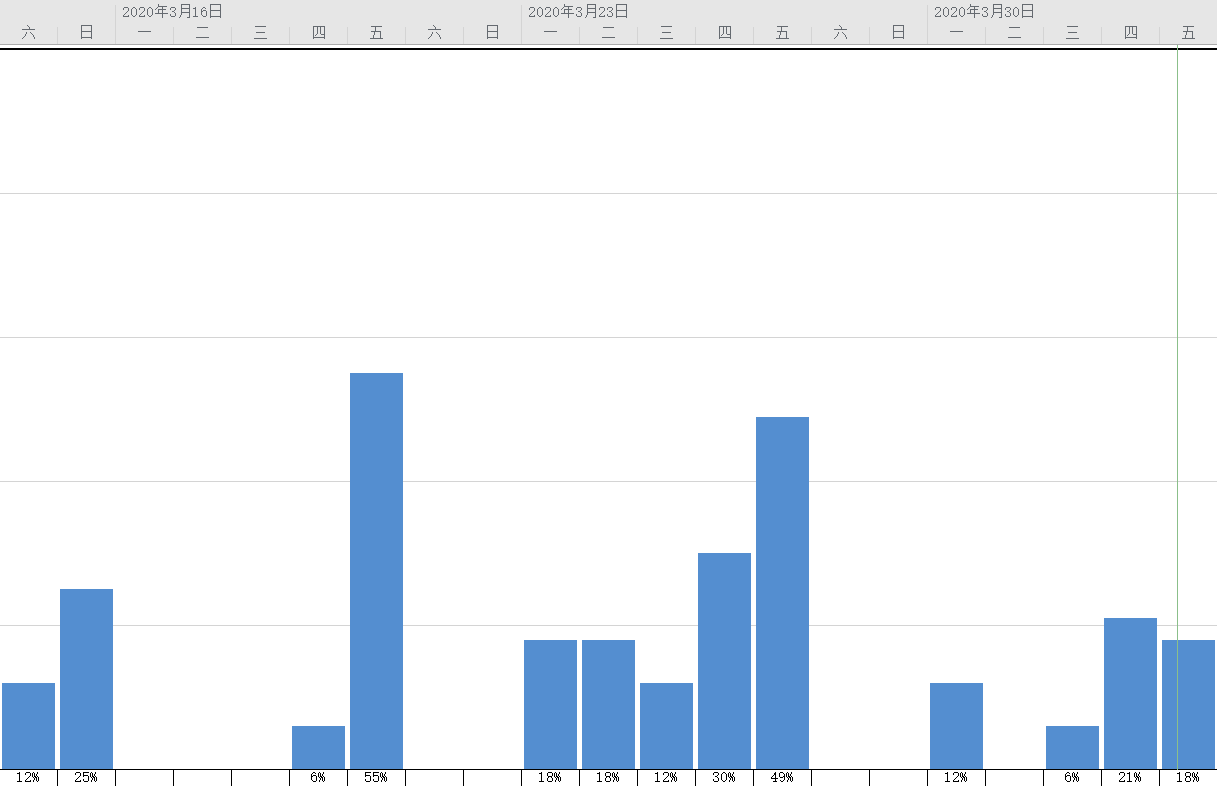 2020年3月16日 2020年3月23日 2020年3月30日
六 日 一 二 三 四 五 六 日 一 二 三 四 五 六 日 一 二 三 四 五
12% 25% 6% 55% 18% 18% 12% 30% 49% 12% 6% 21% 18%